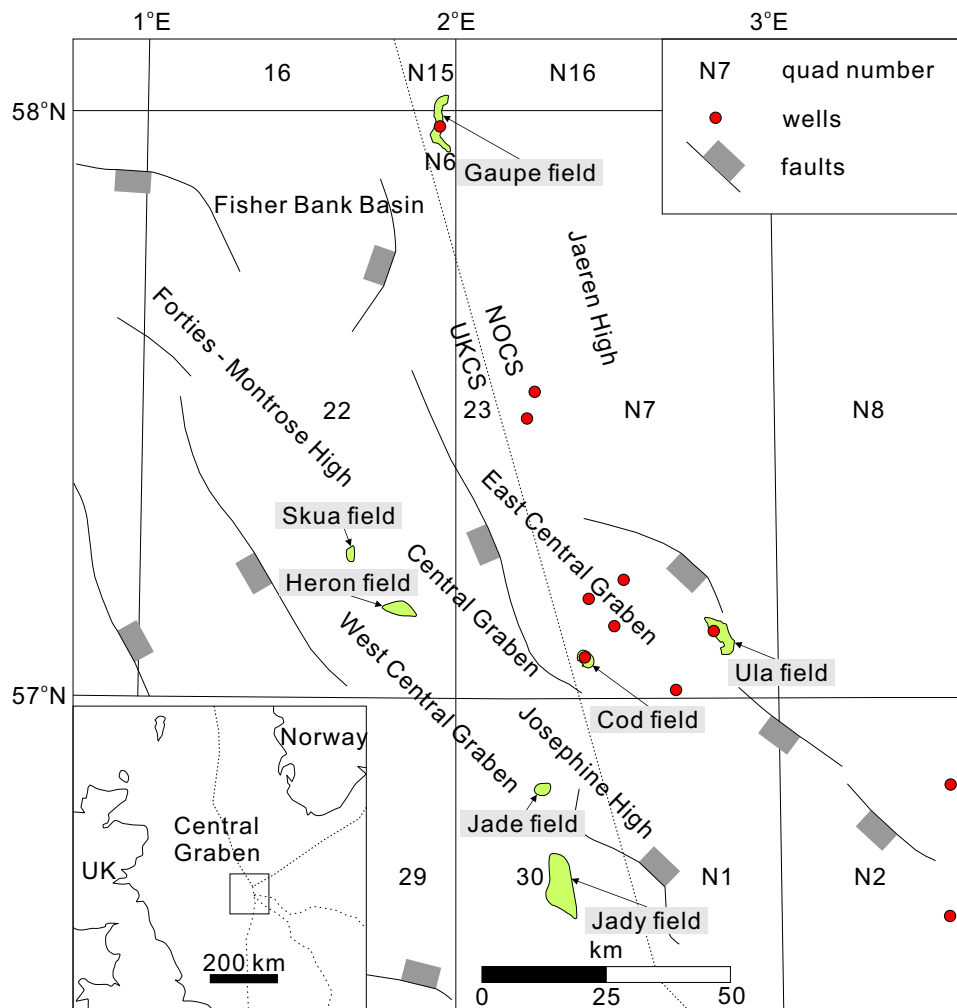 1°E
2°E
3°E
16
N15
N16
N7
quad number
58°N
wells
faults
N6
Gaupe field
Fisher Bank Basin
Jaeren High
Forties - Montrose High
NOCS
UKCS
22
23
N7
N8
East Central Graben
Skua field
Heron field
Central Graben
West Central Graben
Ula field
57°N
Cod field
Josephine High
Norway
Jade field
Central
Graben
UK
29
30
N1
N2
Jady field
200 km
km
0
25
50